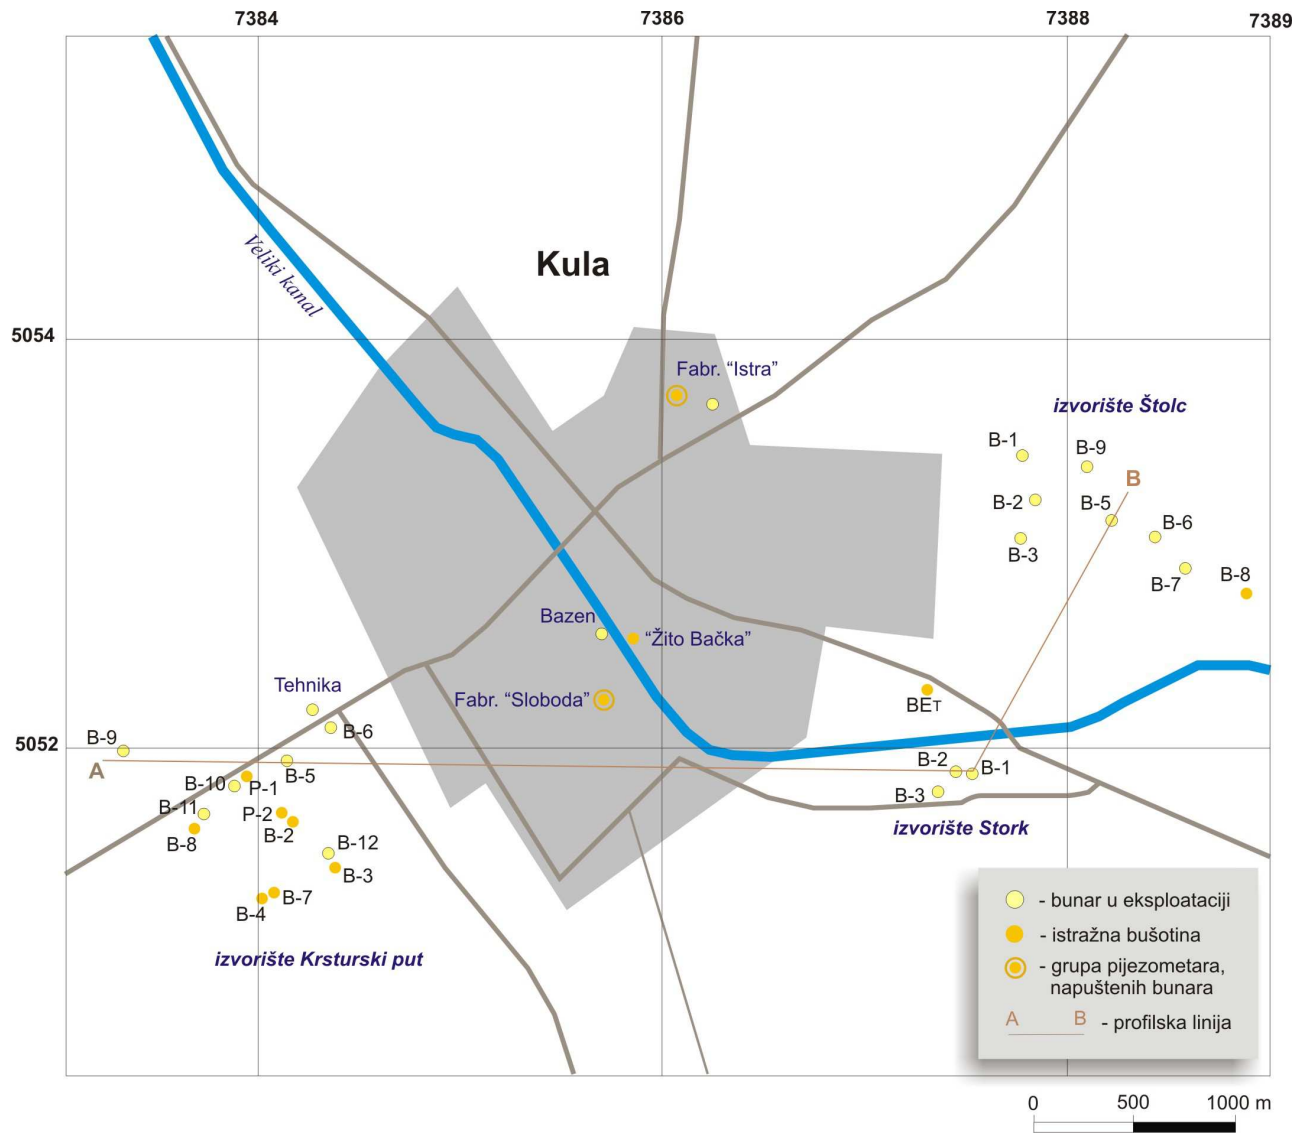 7384
7386
7388
7389
Kula
Veliki kanal
5054
Fabr. “Istra”
izvorište Štolc
B-1
B-9
B
B-2
B-5
B-6
B-3
B-7
B-8
Bazen
“Žito Bačka”
Tehnika
Fabr. “Sloboda”
BET
B-6
B-9
5052
A
B-5
B-10
P-1
B-2
B-1
B-3
B-11
P-2
B-2
B-8
izvorište Stork
B-12
B-3
B-7
B-4
izvorište Krsturski put
- bunar u eksploataciji
- istražna bušotina
- grupa pijezometara,
napuštenih bunara
A B - profilska linija
0 500 1000 m